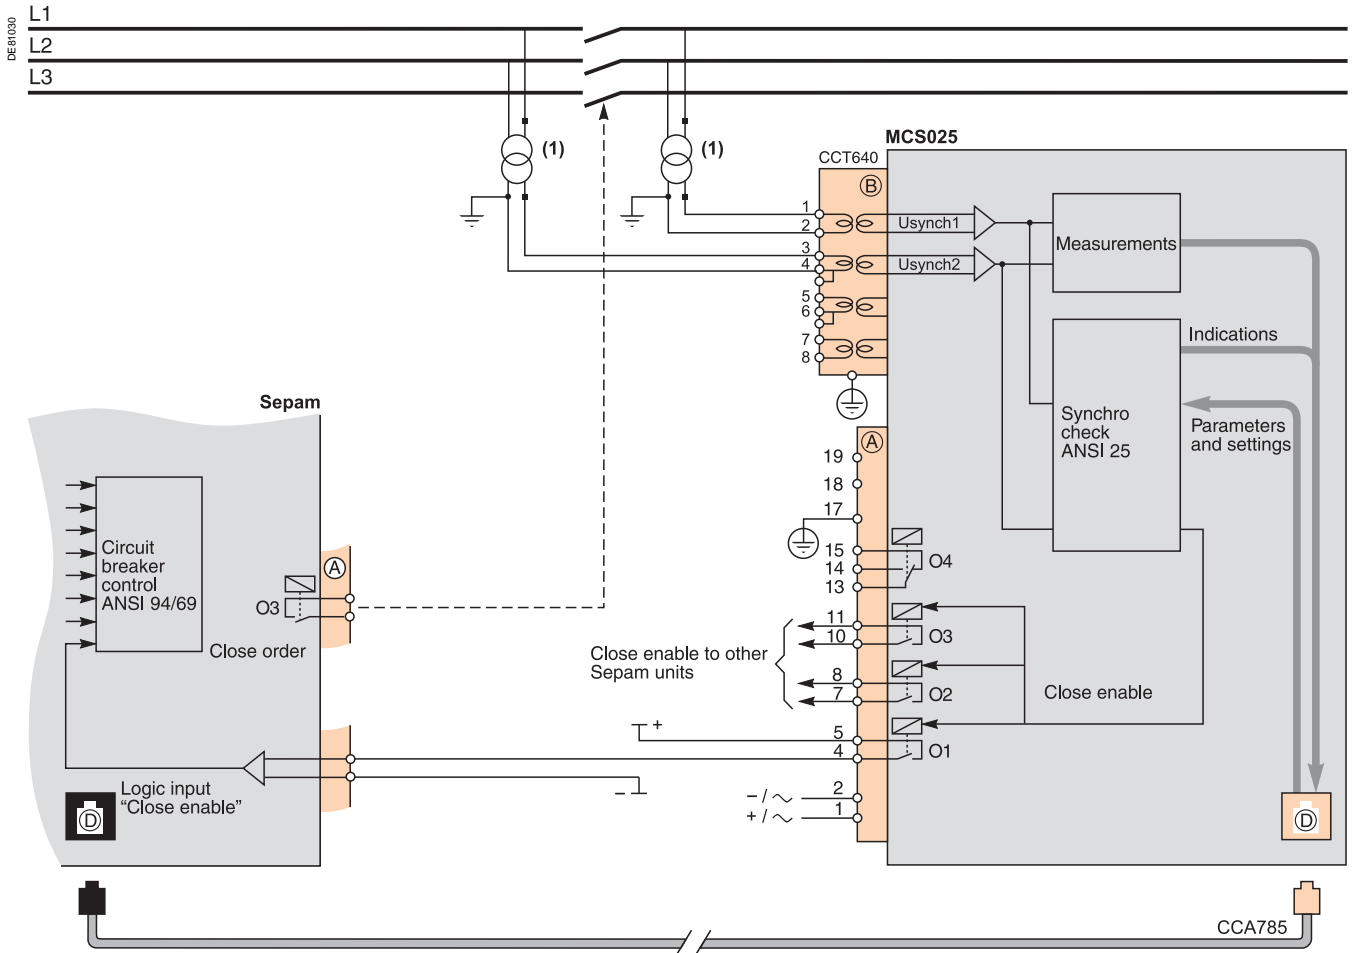 DE81030
L1
L2
L3
(1)
(1)
MCS025
CCT640
B
1
2
3
4
5
6
7
8
Usynch1
Usynch2
Measurements
Indications
Synchro
check
ANSI 25
Parameters
and settings
Sepam
Circuit
breaker
control
ANSI 94/69
A
O3
Close order
A
19
18
17
15
14
13
O4
11
10
O3
Close enable to other
Sepam units
8
7
O2
Close enable
+
5
4
O1
Logic input
“Close enable”
–
– / ∼
2
+ / ∼
1
D
D
CCA785